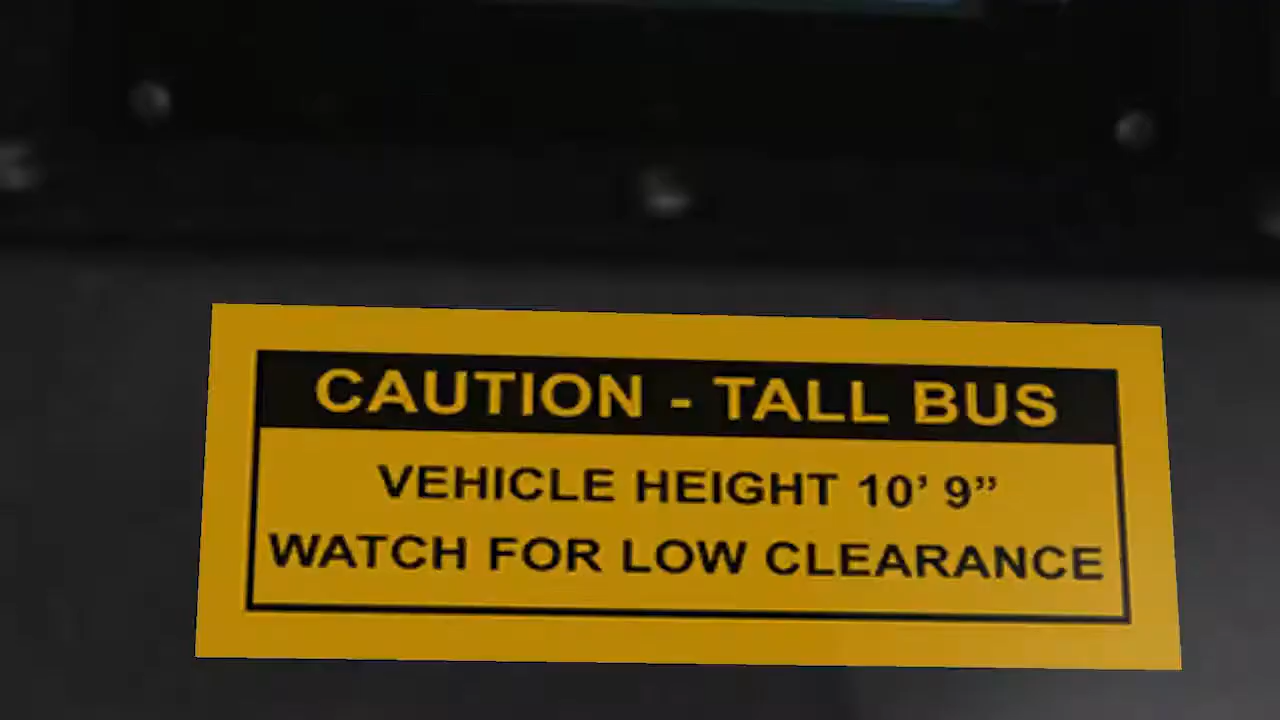 CAUTION - TALL BUS
VEHICLE HEIGHT 10’ 9”
WATCH FOR LOW CLEARANCE